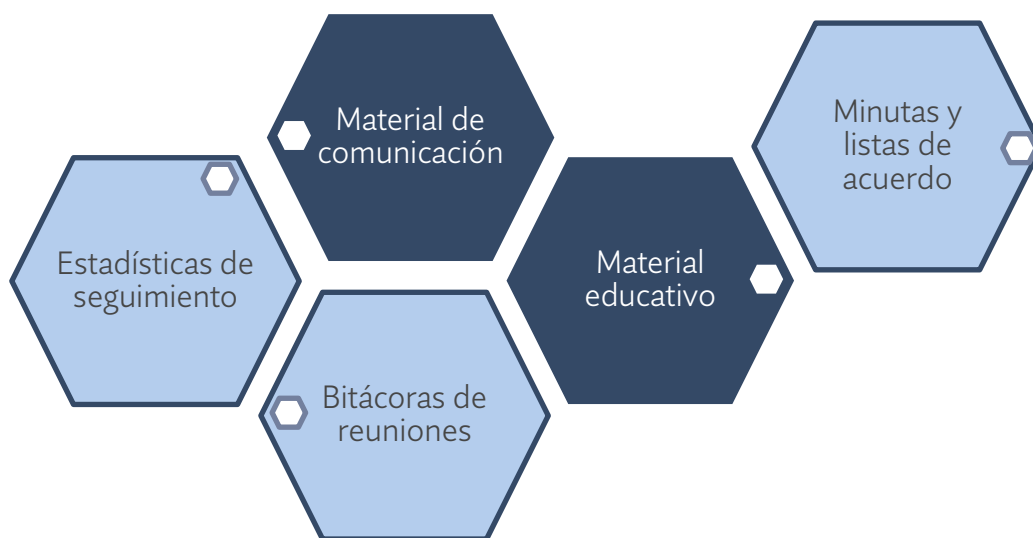 Material de
comunicación
Minutas y
listas de
acuerdo
Estadísticas de
seguimiento
Material
educativo
Bitácoras de
reuniones